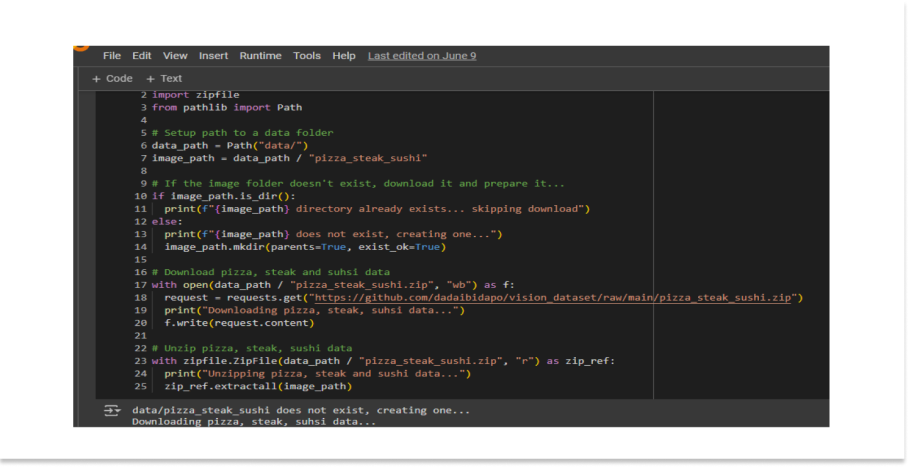 File Edit View Insert Runtime Tools Help Last edited on June 9
+ Code + Text
2 import zipfile
3 from pathlib import Path
4
5 # Setup path to a data folder
6 data_path = Path("data/")
7 image_path = data_path / "pizza_steak_sushi"
8
9 # If the image folder doesn't exist, download it and prepare it...
10 if image_path.is_dir():
11 print(f"{image_path} directory already exists... skipping download")
12 else:
13 print(f"{image_path} does not exist, creating one...")
14 image_path.mkdir(parents=True, exist_ok=True)
15
16 # Download pizza, steak and suhsi data
17 with open(data_path / "pizza_steak_sushi.zip", "wb") as f:
18 request = requests.get("https://github.com/dadaibidapo/vision_dataset/raw/main/pizza_steak_sushi.zip")
19 print("Downloading pizza, steak, suhsi data...")
20 f.write(request.content)
21
22 # Unzip pizza, steak, sushi data
23 with zipfile.ZipFile(data_path / "pizza_steak_sushi.zip", "r") as zip_ref:
24 print("Unzipping pizza, steak and sushi data...")
25 zip_ref.extractall(image_path)
data/pizza_steak_sushi does not exist, creating one...
Downloading pizza, steak, suhsi data...